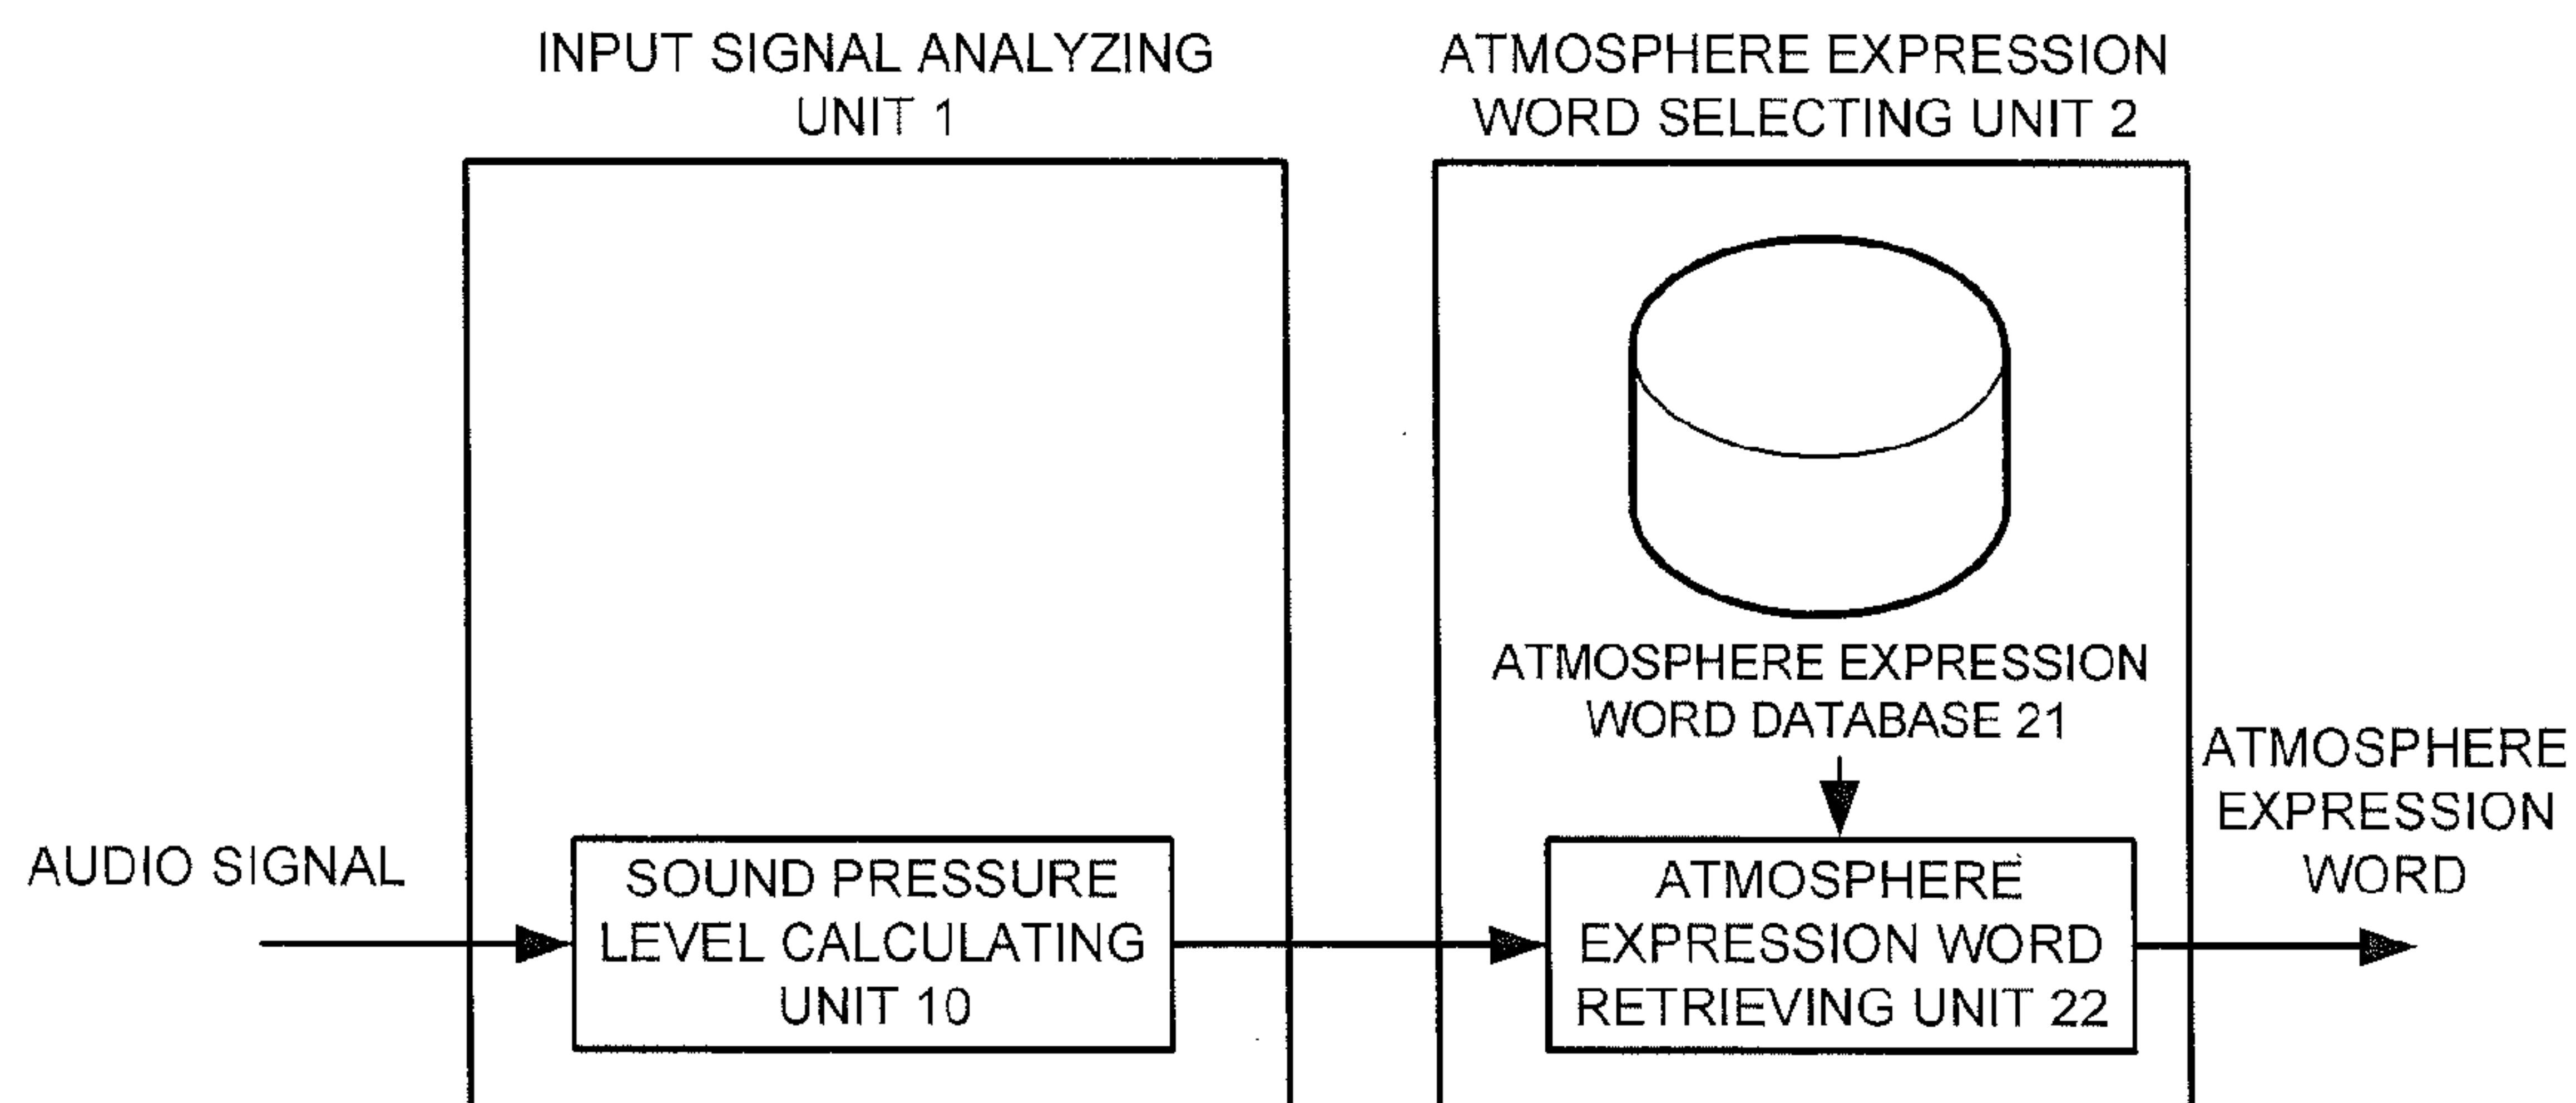 INPUT SIGNAL ANALYZING
UNIT 1
ATMOSPHERE EXPRESSION
WORD SELECTING UNIT 2
ATMOSPHERE EXPRESSION
WORD DATABASE 21
AUDIO SIGNAL
SOUND PRESSURE
LEVEL CALCULATING
UNIT 10
ATMOSPHERE
EXPRESSION WORD
RETRIEVING UNIT 22
ATMOSPHERE
EXPRESSION
WORD